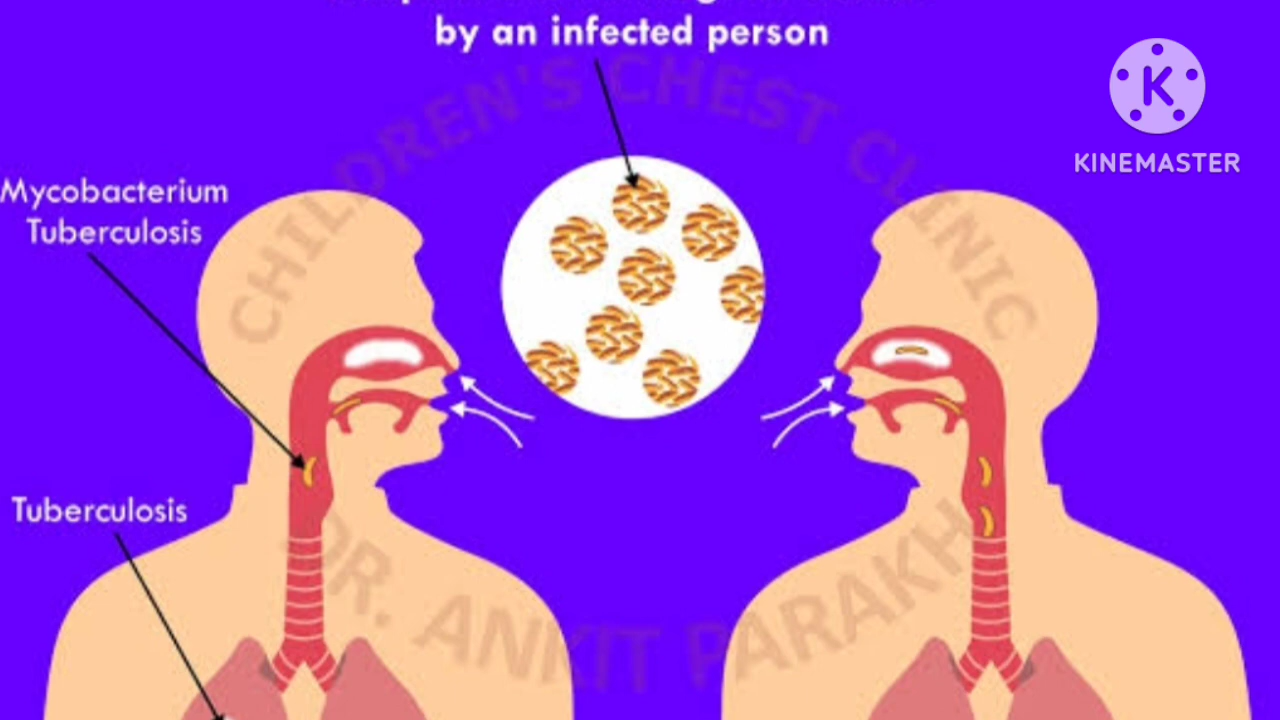 by an infected person
K
KINEMASTER
CHILDREN'S CHEST CLINIC
Mycobacterium
Tuberculosis
Tuberculosis
DR. ANKIT PARAKH